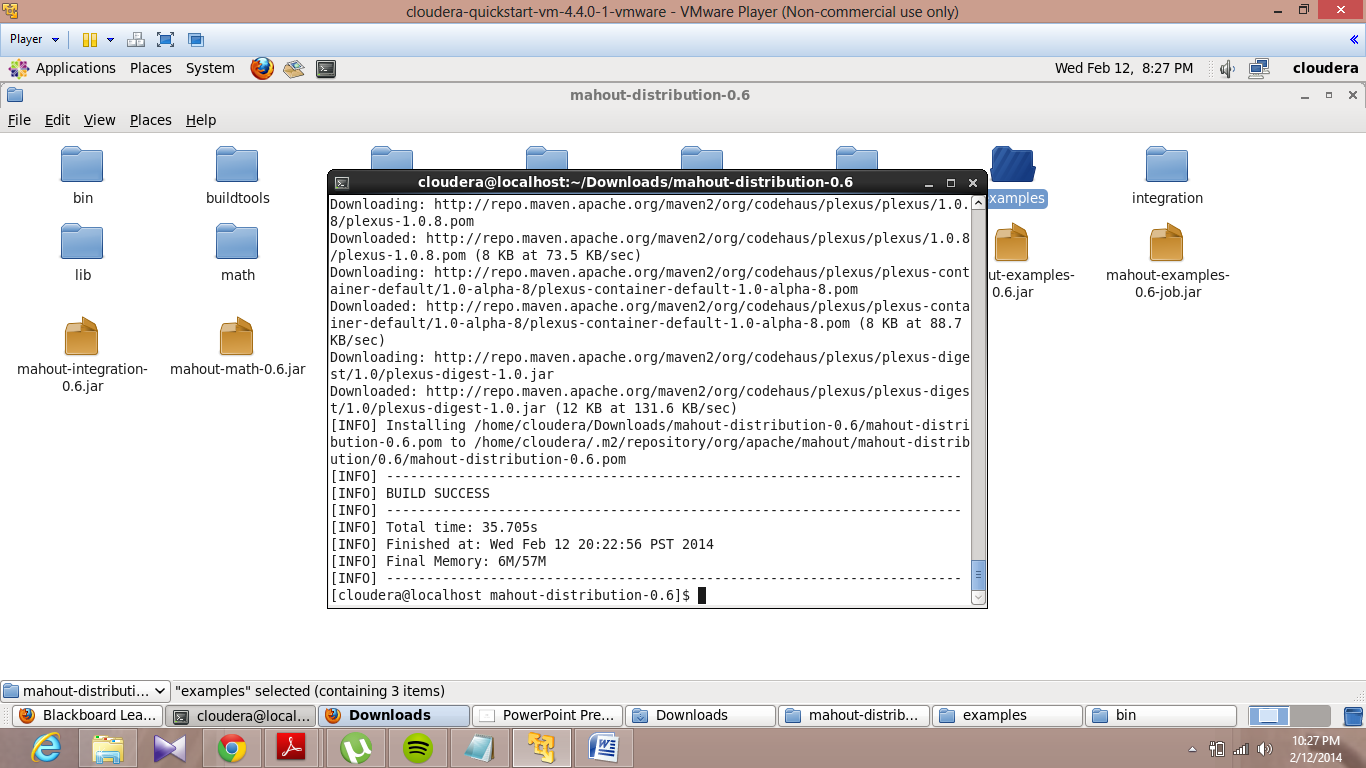 cloudera-quickstart-vm-4.4.0-1-vmware - VMware Player (Non-commercial use only)
Player
Applications Places System
Wed Feb 12, 8:27 PM
cloudera
mahout-distribution-0.6
File Edit View Places Help
bin
buildtools
examples
integration
lib
math
out-examples-
0.6.jar
mahout-examples-
0.6-job.jar
mahout-integration-
0.6.jar
mahout-math-0.6.jar
cloudera@localhost:~/Downloads/mahout-distribution-0.6
Downloading: http://repo.maven.apache.org/maven2/org/codehaus/plexus/plexus/1.0.
8/plexus-1.0.8.pom
Downloaded: http://repo.maven.apache.org/maven2/org/codehaus/plexus/plexus/1.0.8
/plexus-1.0.8.pom (8 KB at 73.5 KB/sec)
Downloading: http://repo.maven.apache.org/maven2/org/codehaus/plexus/plexus-cont
ainer-default/1.0-alpha-8/plexus-container-default-1.0-alpha-8.pom
Downloaded: http://repo.maven.apache.org/maven2/org/codehaus/plexus/plexus-conta
iner-default/1.0-alpha-8/plexus-container-default-1.0-alpha-8.pom (8 KB at 88.7
KB/sec)
Downloading: http://repo.maven.apache.org/maven2/org/codehaus/plexus/plexus-dige
st/1.0/plexus-digest-1.0.jar
Downloaded: http://repo.maven.apache.org/maven2/org/codehaus/plexus/plexus-diges
t/1.0/plexus-digest-1.0.jar (12 KB at 131.6 KB/sec)
[INFO] Installing /home/cloudera/Downloads/mahout-distribution-0.6/mahout-distri
bution-0.6.pom to /home/cloudera/.m2/repository/org/apache/mahout/mahout-distrib
ution/0.6/mahout-distribution-0.6.pom
[INFO] ------------------------------------------------------------------------
[INFO] BUILD SUCCESS
[INFO] ------------------------------------------------------------------------
[INFO] Total time: 35.705s
[INFO] Finished at: Wed Feb 12 20:22:56 PST 2014
[INFO] Final Memory: 6M/57M
[INFO] ------------------------------------------------------------------------
[cloudera@localhost mahout-distribution-0.6]$
mahout-distributi...
"examples" selected (containing 3 items)
Blackboard Lea...
cloudera@local...
Downloads
PowerPoint Pre...
Downloads
mahout-distrib...
examples
bin
10:27 PM
2/12/2014